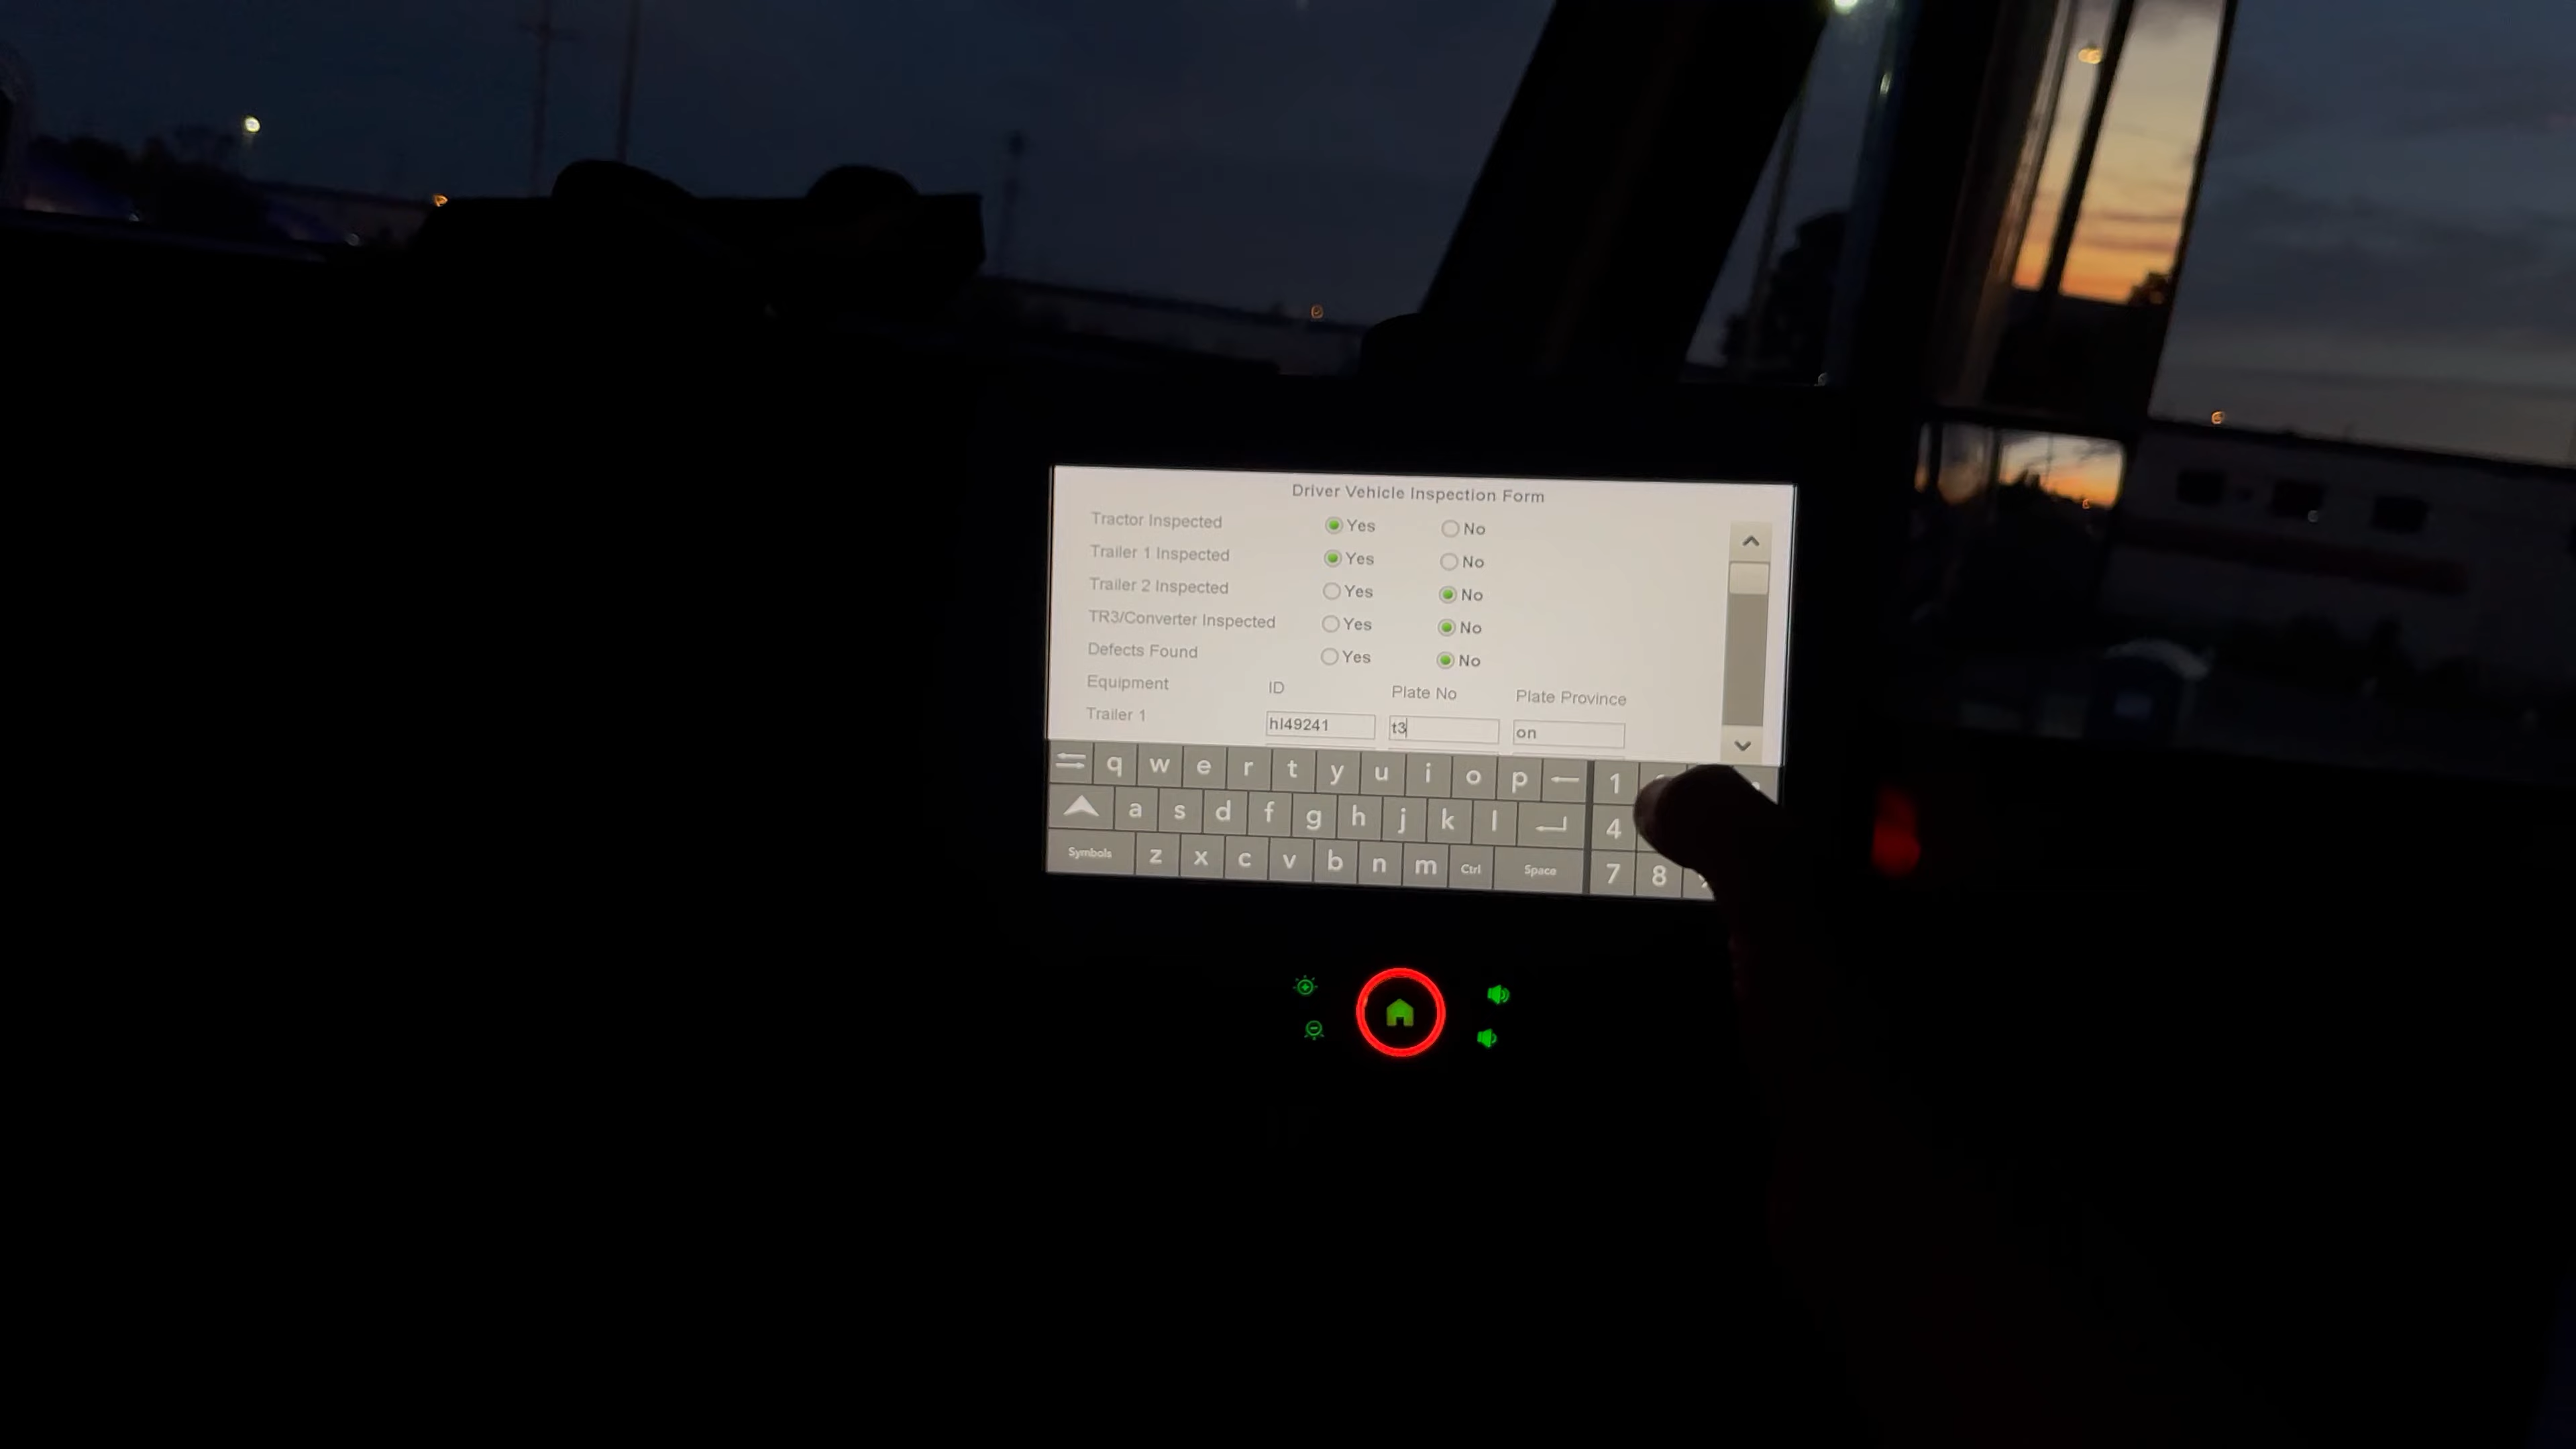 Driver Vehicle Inspection Form
Tractor Inspected Yes No
Trailer 1 Inspected Yes No
Trailer 2 Inspected Yes No
TR3/Converter Inspected Yes No
Defects Found Yes No
Equipment ID Plate No Plate Province
Trailer 1 hl49241 t3 on
q w e r t y u i o p 1
a s d f g h j k l 4
Symbols z x c v b n m Ctrl Space 7 8